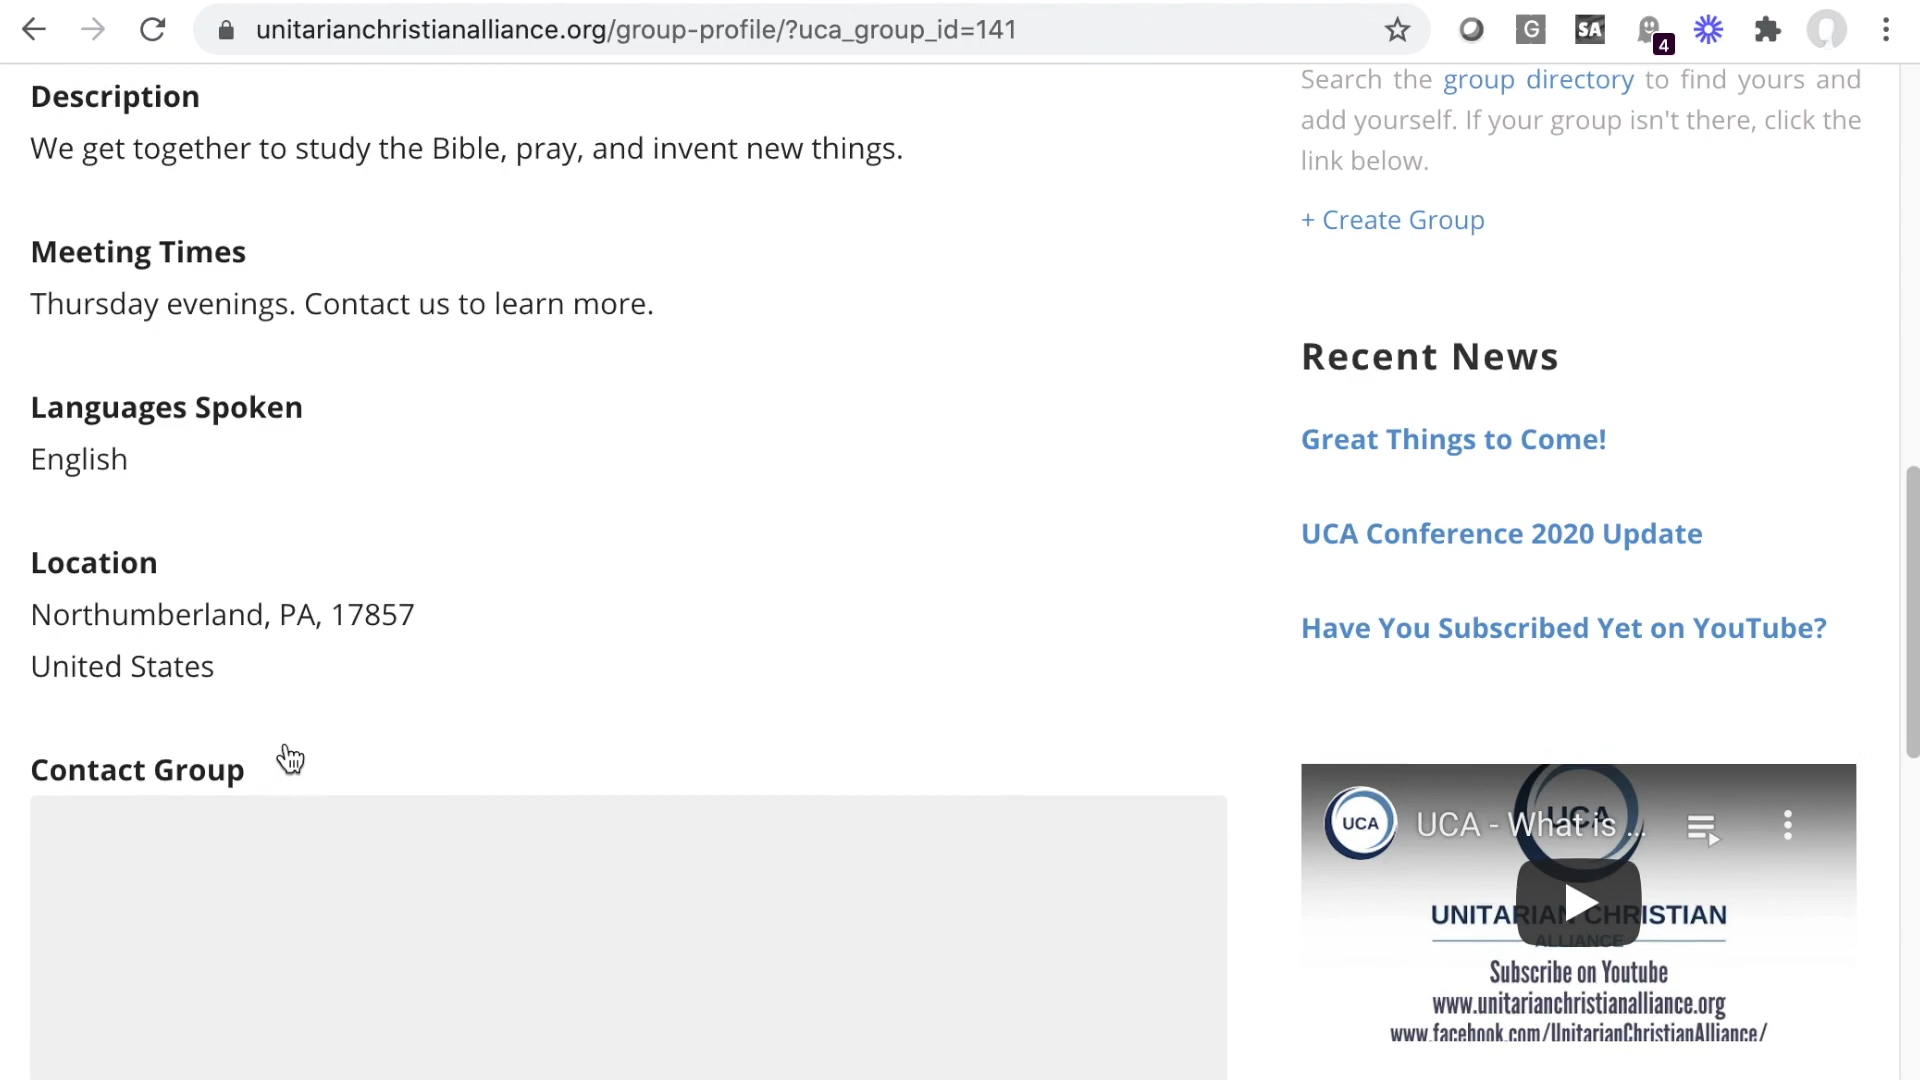 unitarianchristianalliance.org/group-profile/?uca_group_id=141
G
SA
4
Description
We get together to study the Bible, pray, and invent new things.
Meeting Times
Thursday evenings. Contact us to learn more.
Languages Spoken
English
Location
Northumberland, PA, 17857
United States
Contact Group
Search the group directory to find yours and
add yourself. If your group isn't there, click the
link below.
+ Create Group
Recent News
Great Things to Come!
UCA Conference 2020 Update
Have You Subscribed Yet on YouTube?
UCA
UCA - What is ...
UCA
UNITARIAN CHRISTIAN
ALLIANCE
Subscribe on Youtube
www.unitarianchristianalliance.org
www.facebook.com/UnitarianChristianAlliance/